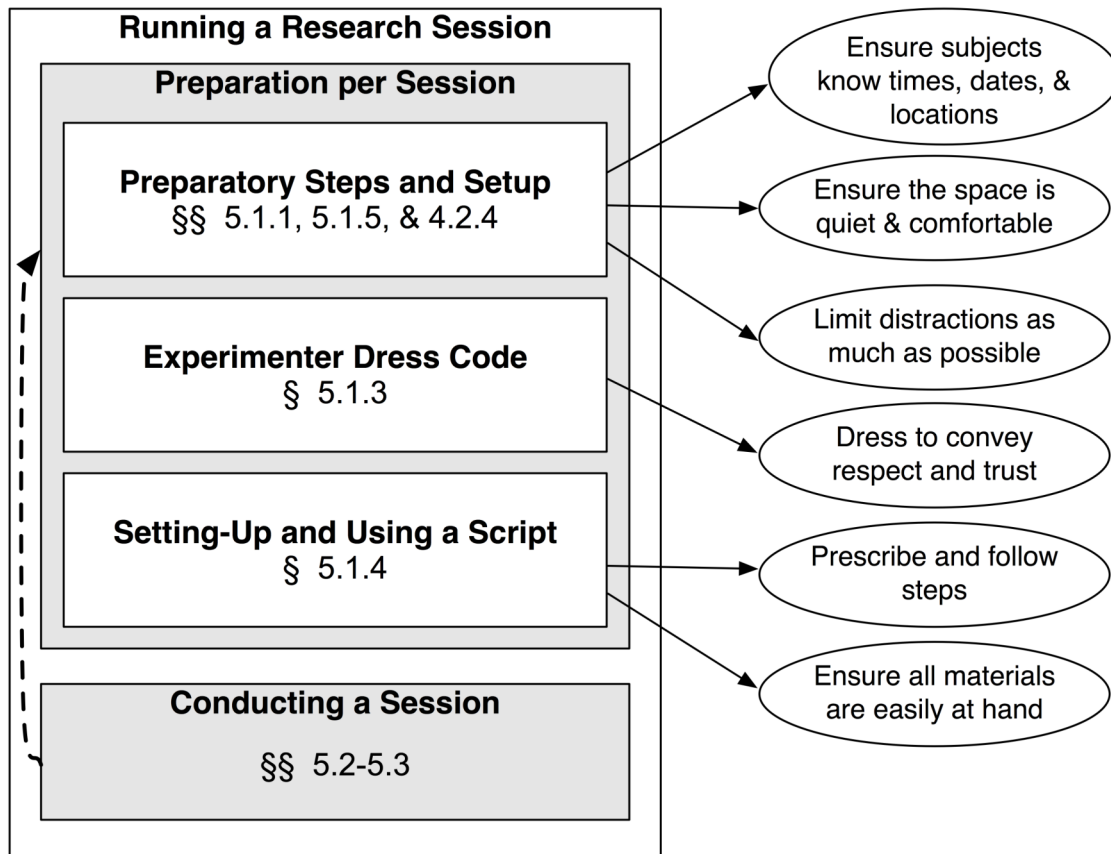 Running a Research Session
Preparation per Session
Preparatory Steps and Setup
§§ 5.1.1, 5.1.5, & 4.2.4
Experimenter Dress Code
§ 5.1.3
Setting-Up and Using a Script
§ 5.1.4
Conducting a Session
§§ 5.2-5.3
Ensure subjects
know times, dates, &
locations
Ensure the space is
quiet & comfortable
Limit distractions as
much as possible
Dress to convey
respect and trust
Prescribe and follow
steps
Ensure all materials
are easily at hand